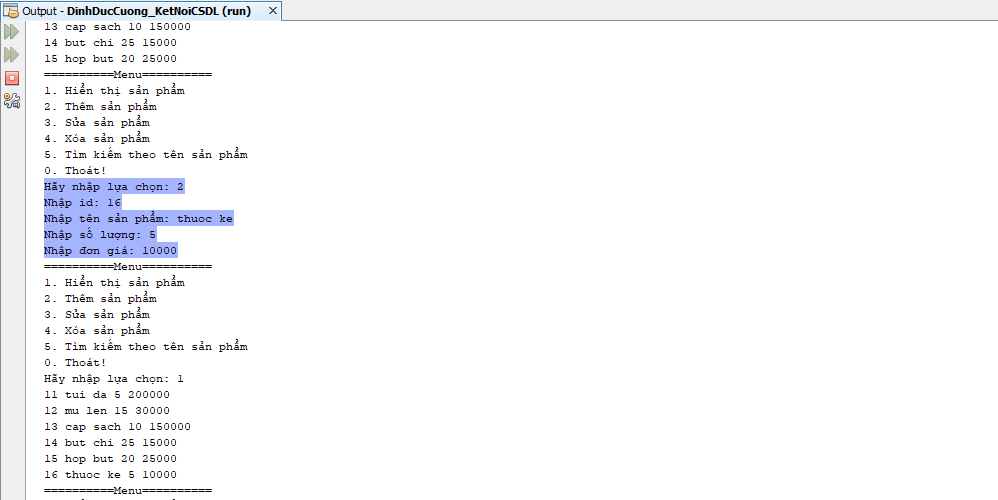 Output - DinhDucCuong_KetNoiCSDL (run)
13 cap sach 10 150000
14 but chi 25 15000
15 hop but 20 25000
==========Menu==========
1. Hiển thị sản phẩm
2. Thêm sản phẩm
3. Sửa sản phẩm
4. Xóa sản phẩm
5. Tìm kiếm theo tên sản phẩm
0. Thoát!
Hãy nhập lựa chọn: 2
Nhập id: 16
Nhập tên sản phẩm: thuoc ke
Nhập số lượng: 5
Nhập đơn giá: 10000
==========Menu==========
1. Hiển thị sản phẩm
2. Thêm sản phẩm
3. Sửa sản phẩm
4. Xóa sản phẩm
5. Tìm kiếm theo tên sản phẩm
0. Thoát!
Hãy nhập lựa chọn: 1
11 tui da 5 200000
12 mu len 15 30000
13 cap sach 10 150000
14 but chi 25 15000
15 hop but 20 25000
16 thuoc ke 5 10000
==========Menu==========